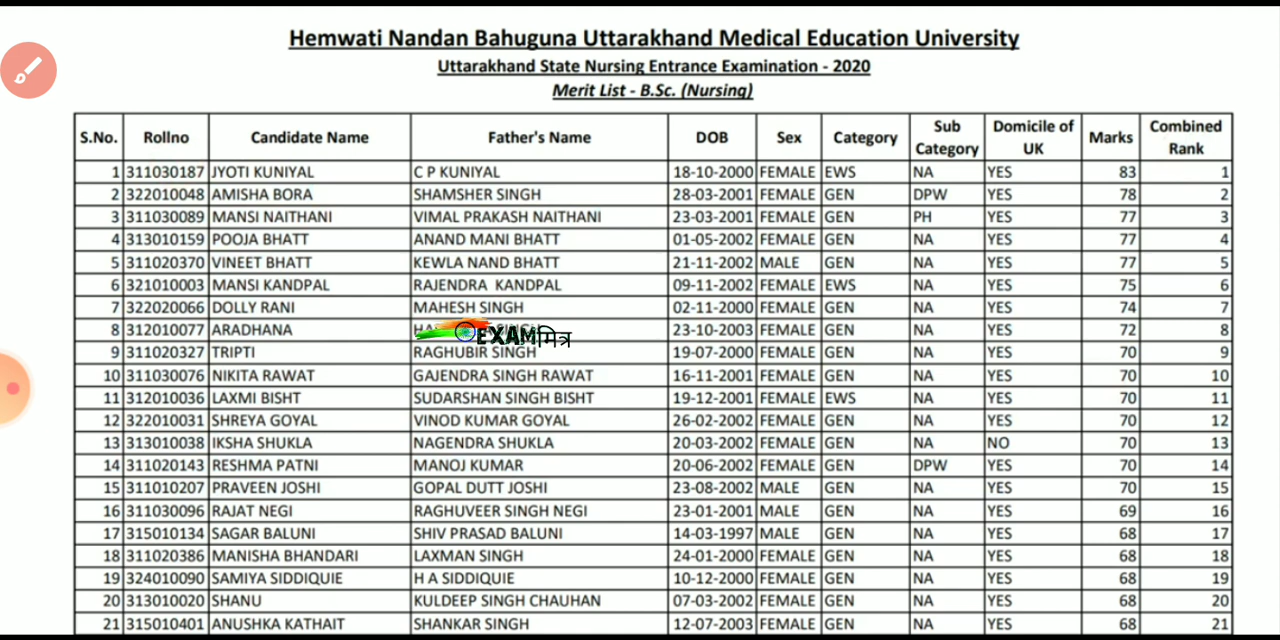 Hemwati Nandan Bahuguna Uttarakhand Medical Education University
Uttarakhand State Nursing Entrance Examination - 2020
Merit List - B.Sc. (Nursing)
S.No. Rollno Candidate Name Father's Name DOB Sex Category Sub Category Domicile of UK Marks Combined Rank
1 311030187 JYOTI KUNIYAL C P KUNIYAL 18-10-2000 FEMALE EWS NA YES 83 1
2 322010048 AMISHA BORA SHAMSHER SINGH 28-03-2001 FEMALE GEN DPW YES 78 2
3 311030089 MANSI NAITHANI VIMAL PRAKASH NAITHANI 23-03-2001 FEMALE GEN PH YES 77 3
4 313010159 POOJA BHATT ANAND MANI BHATT 01-05-2002 FEMALE GEN NA YES 77 4
5 311020370 VINEET BHATT KEWLA NAND BHATT 21-11-2002 MALE GEN NA YES 77 5
6 321010003 MANSI KANDPAL RAJENDRA KANDPAL 09-11-2002 FEMALE EWS NA YES 75 6
7 322020066 DOLLY RANI MAHESH SINGH 02-11-2000 FEMALE GEN NA YES 74 7
8 312010077 ARADHANA 23-10-2003 FEMALE GEN NA YES 72 8
EXAMमित्र
9 311020327 TRIPTI RAGHUBIR SINGH 19-07-2000 FEMALE GEN NA YES 70 9
10 311030076 NIKITA RAWAT GAJENDRA SINGH RAWAT 16-11-2001 FEMALE GEN NA YES 70 10
11 312010036 LAXMI BISHT SUDARSHAN SINGH BISHT 19-12-2001 FEMALE EWS NA YES 70 11
12 322010031 SHREYA GOYAL VINOD KUMAR GOYAL 26-02-2002 FEMALE GEN NA YES 70 12
13 313010038 IKSHA SHUKLA NAGENDRA SHUKLA 20-03-2002 FEMALE GEN NA NO 70 13
14 311020143 RESHMA PATNI MANOJ KUMAR 20-06-2002 FEMALE GEN DPW YES 70 14
15 311010207 PRAVEEN JOSHI GOPAL DUTT JOSHI 23-08-2002 MALE GEN NA YES 70 15
16 311030096 RAJAT NEGI RAGHUVEER SINGH NEGI 23-01-2001 MALE GEN NA YES 69 16
17 315010134 SAGAR BALUNI SHIV PRASAD BALUNI 14-03-1997 MALE GEN NA YES 68 17
18 311020386 MANISHA BHANDARI LAXMAN SINGH 24-01-2000 FEMALE GEN NA YES 68 18
19 324010090 SAMIYA SIDDIQUIE H A SIDDIQUIE 10-12-2000 FEMALE GEN NA YES 68 19
20 313010020 SHANU KULDEEP SINGH CHAUHAN 07-03-2002 FEMALE GEN NA YES 68 20
21 315010401 ANUSHKA KATHAIT SHANKAR SINGH 12-07-2003 FEMALE GEN NA YES 68 21